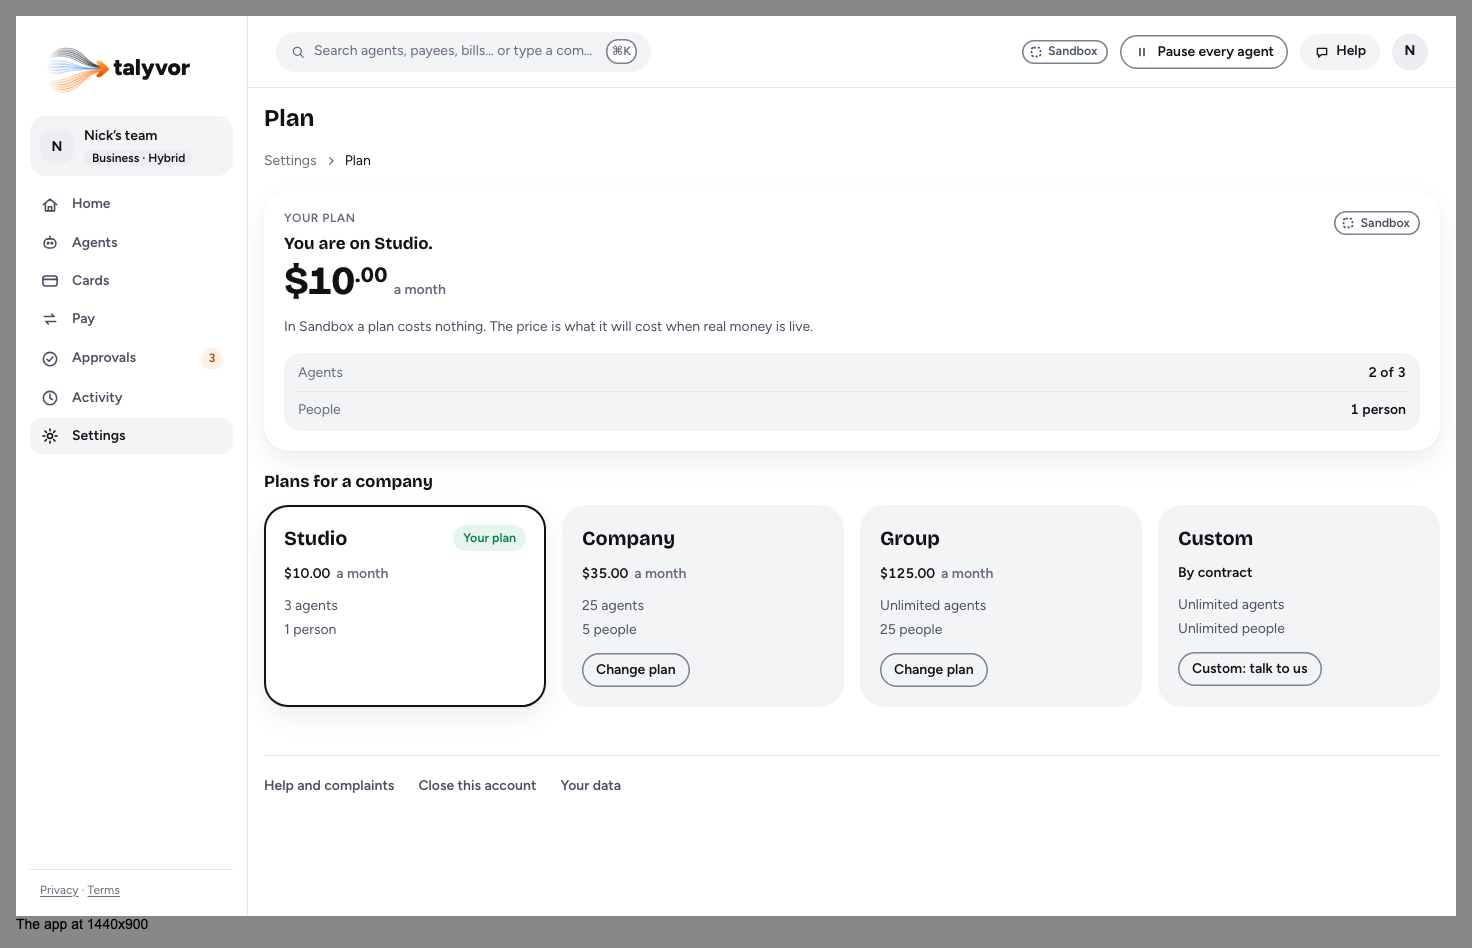 talyvor
Search agents, payees, bills... or type a com... ⌘K
Sandbox
Pause every agent
Help
N
N
Nick’s team
Business · Hybrid
Home
Agents
Cards
Pay
Approvals 3
Activity
Settings
Privacy · Terms
Plan
Settings > Plan
YOUR PLAN
Sandbox
You are on Studio.
$10.00 a month
In Sandbox a plan costs nothing. The price is what it will cost when real money is live.
Agents 2 of 3
People 1 person
Plans for a company
Studio Your plan
$10.00 a month
3 agents
1 person
Company
$35.00 a month
25 agents
5 people
Change plan
Group
$125.00 a month
Unlimited agents
25 people
Change plan
Custom
By contract
Unlimited agents
Unlimited people
Custom: talk to us
Help and complaints Close this account Your data
The app at 1440x900